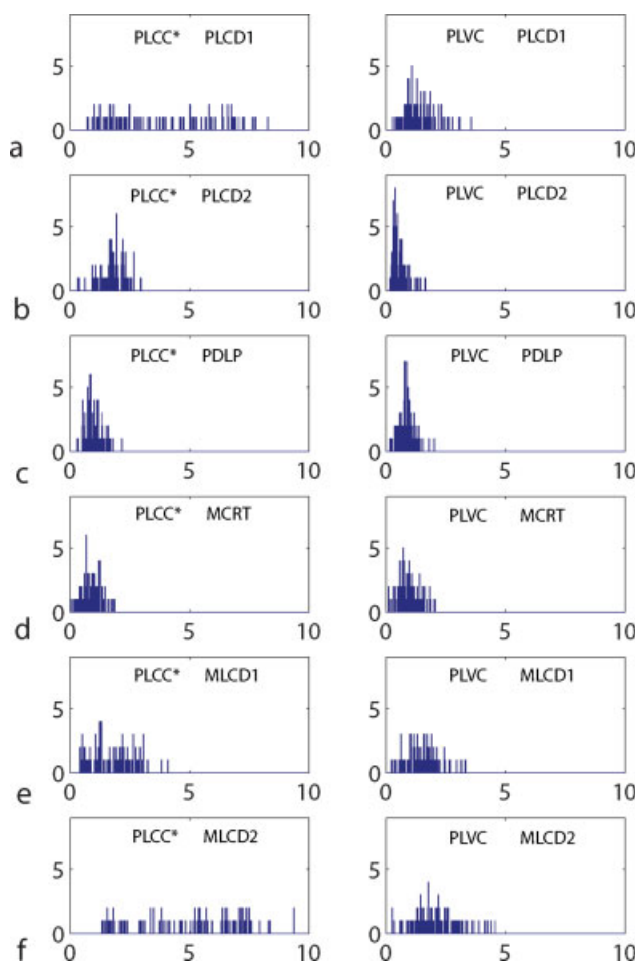 PLCC* PLCD1 PLVC PLCD1
5 5
0 0
a 0 5 10 0 5 10
PLCC* PLCD2 PLVC PLCD2
5 5
0 0
b 0 5 10 0 5 10
PLCC* PDLP PLVC PDLP
5 5
0 0
c 0 5 10 0 5 10
PLCC* MCRT PLVC MCRT
5 5
0 0
d 0 5 10 0 5 10
PLCC* MLCD1 PLVC MLCD1
5 5
0 0
e 0 5 10 0 5 10
PLCC* MLCD2 PLVC MLCD2
5 5
0 0
f 0 5 10 0 5 10